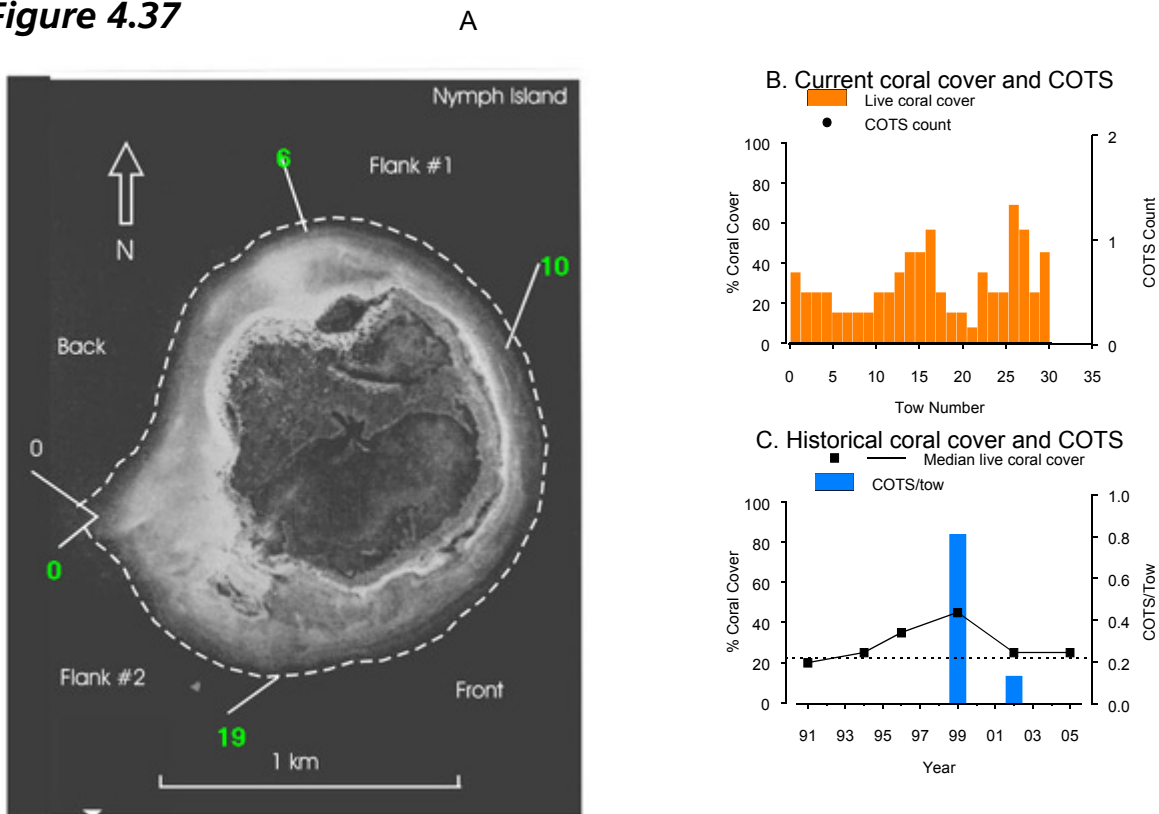 Figure 4.37
A
Nymph Island
6
Flank #1
N
10
Back
0
0
Flank #2
Front
19
1 km
B. Current coral cover and COTS
Live coral cover
COTS count
100
80
60
40
20
0
% Coral Cover
2
1
0
COTS Count
0 5 10 15 20 25 30 35
Tow Number
C. Historical coral cover and COTS
Median live coral cover
COTS/tow
100
80
60
40
20
0
% Coral Cover
1.0
0.8
0.6
0.4
0.2
0.0
COTS/Tow
91 93 95 97 99 01 03 05
Year